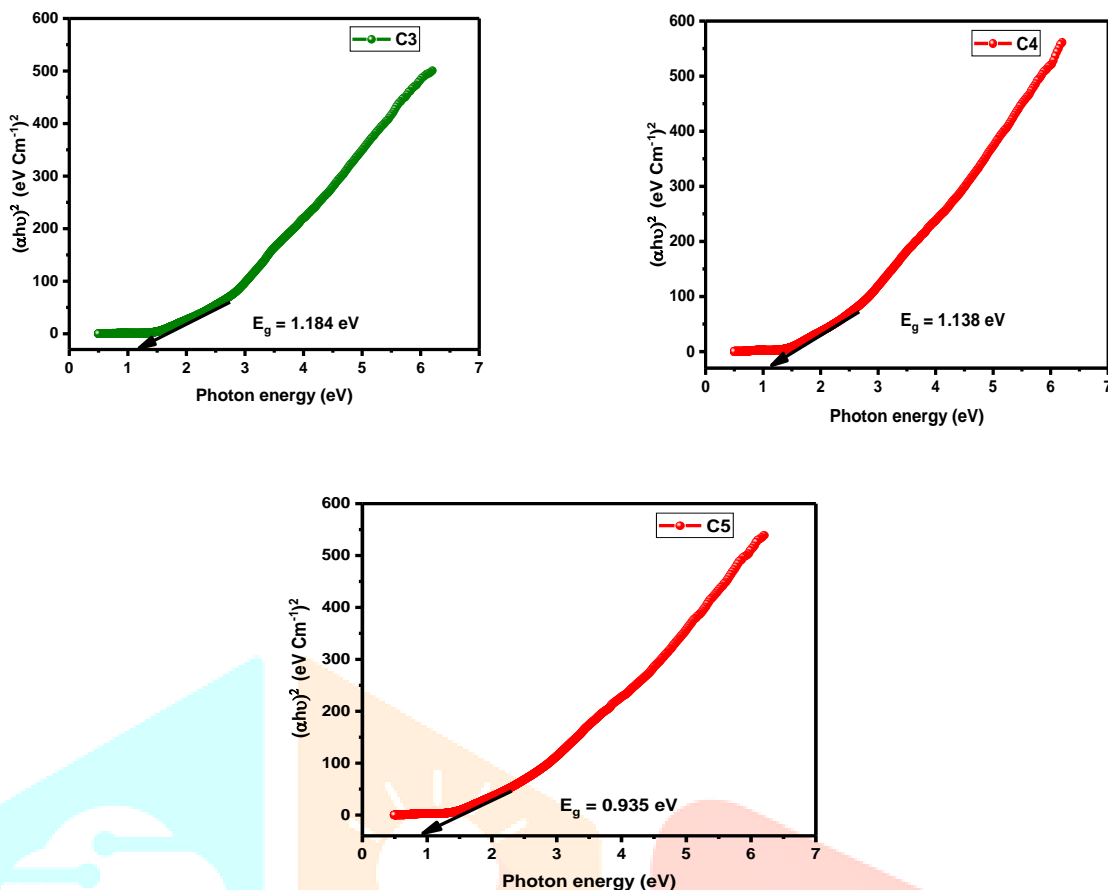 600
C3
500
400
300
200
100
0
(αhυ)² (eV Cm⁻¹)²
E_g = 1.184 eV
0 1 2 3 4 5 6 7
Photon energy (eV)
600
C4
500
400
300
200
100
0
(αhυ)² (eV Cm⁻¹)²
E_g = 1.138 eV
0 1 2 3 4 5 6 7
Photon energy (eV)
600
C5
500
400
300
200
100
0
(αhυ)² (eV Cm⁻¹)²
E_g = 0.935 eV
0 1 2 3 4 5 6 7
Photon energy (eV)